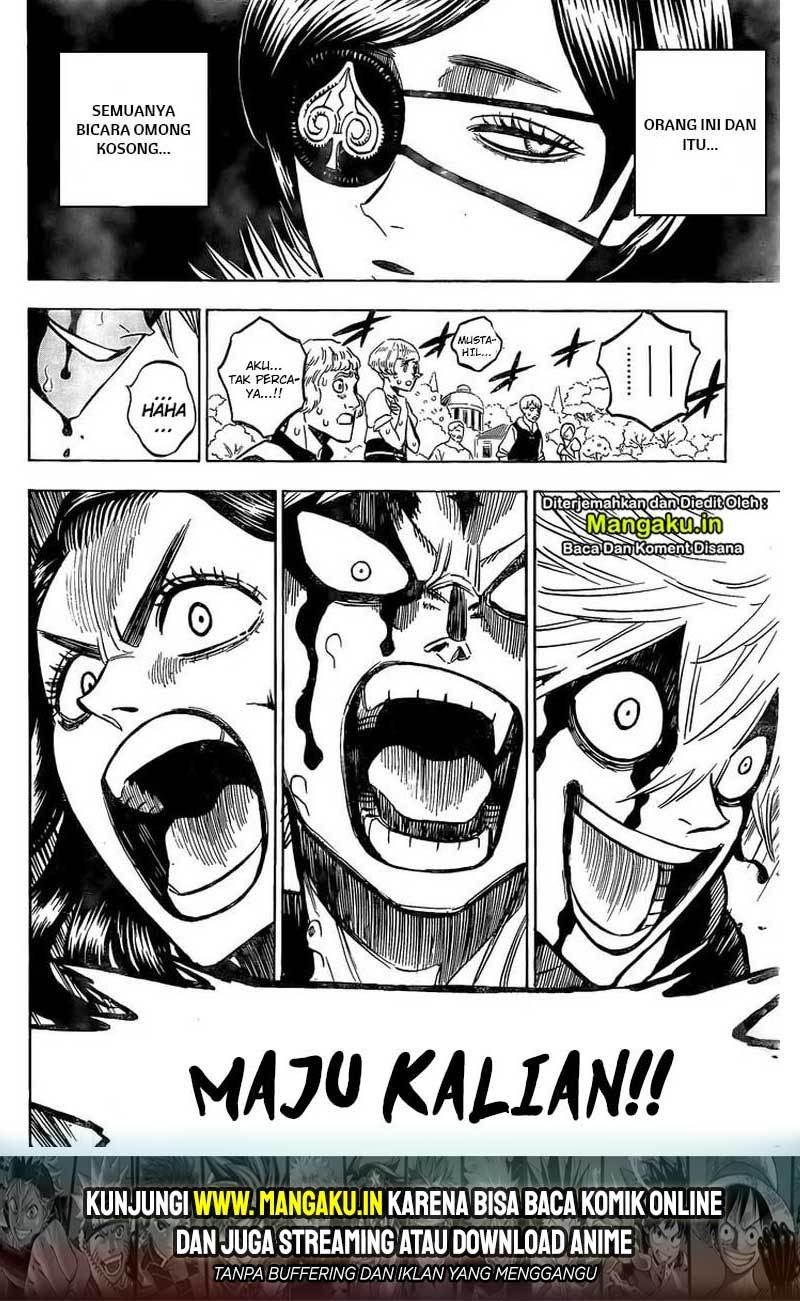 ORANG INI DAN
ITU...
SEMUANYA
BICARA OMONG
KOSONG...
MUSTA-
HIL...
AKU...
TAK PERCA-
YA...!!
...
HAHA
...
Diterjemahkan dan Diedit Oleh :
Mangaku.in
Baca Dan Koment Disana
MAJU KALIAN!!
KUNJUNGI WWW. MANGAKU.IN KARENA BISA BACA KOMIK ONLINE
DAN JUGA STREAMING ATAU DOWNLOAD ANIME
TANPA BUFFERING DAN IKLAN YANG MENGGANGU